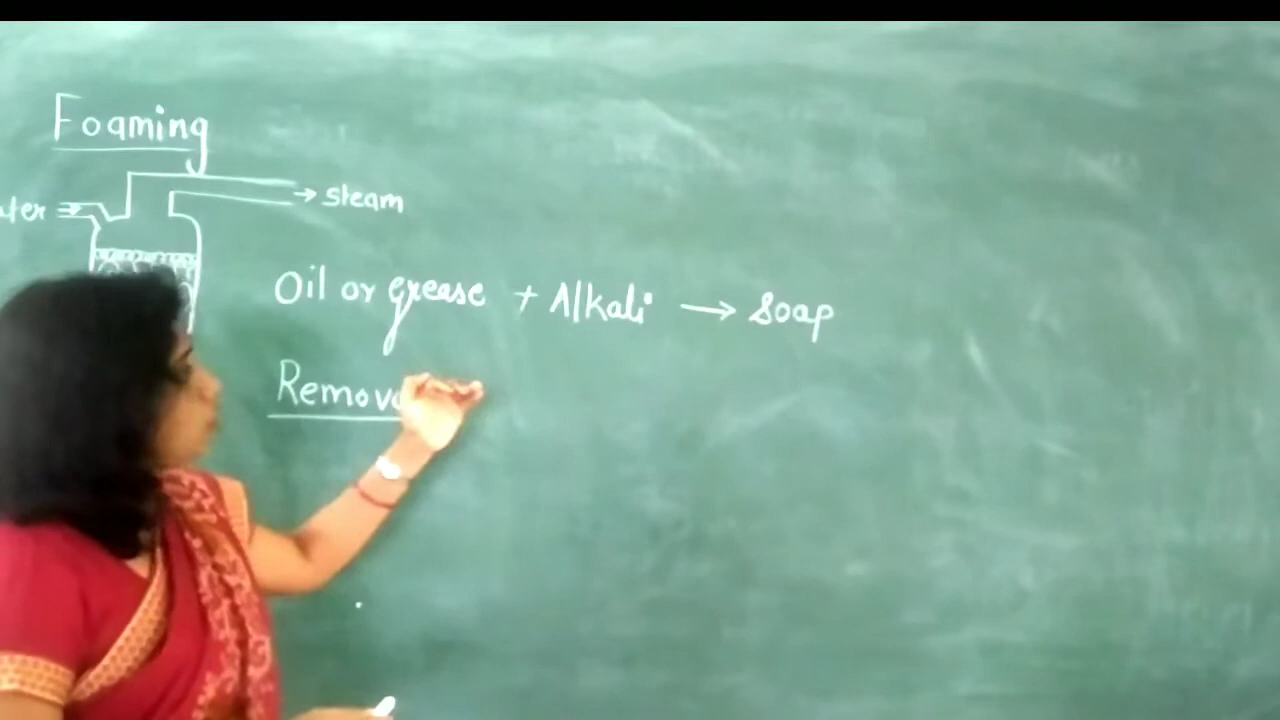 Foaming
steam
Oil or grease + Alkali → Soap